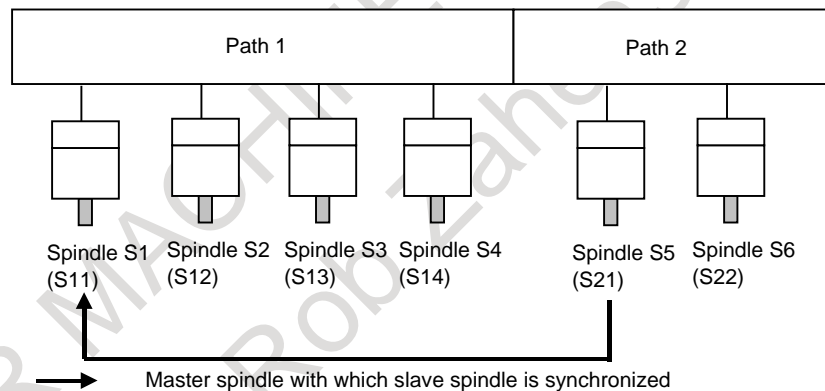 Path 1
Path 2
Spindle S1
(S11)
Spindle S2
(S12)
Spindle S3
(S13)
Spindle S4
(S14)
Spindle S5
(S21)
Spindle S6
(S22)
Master spindle with which slave spindle is synchronized